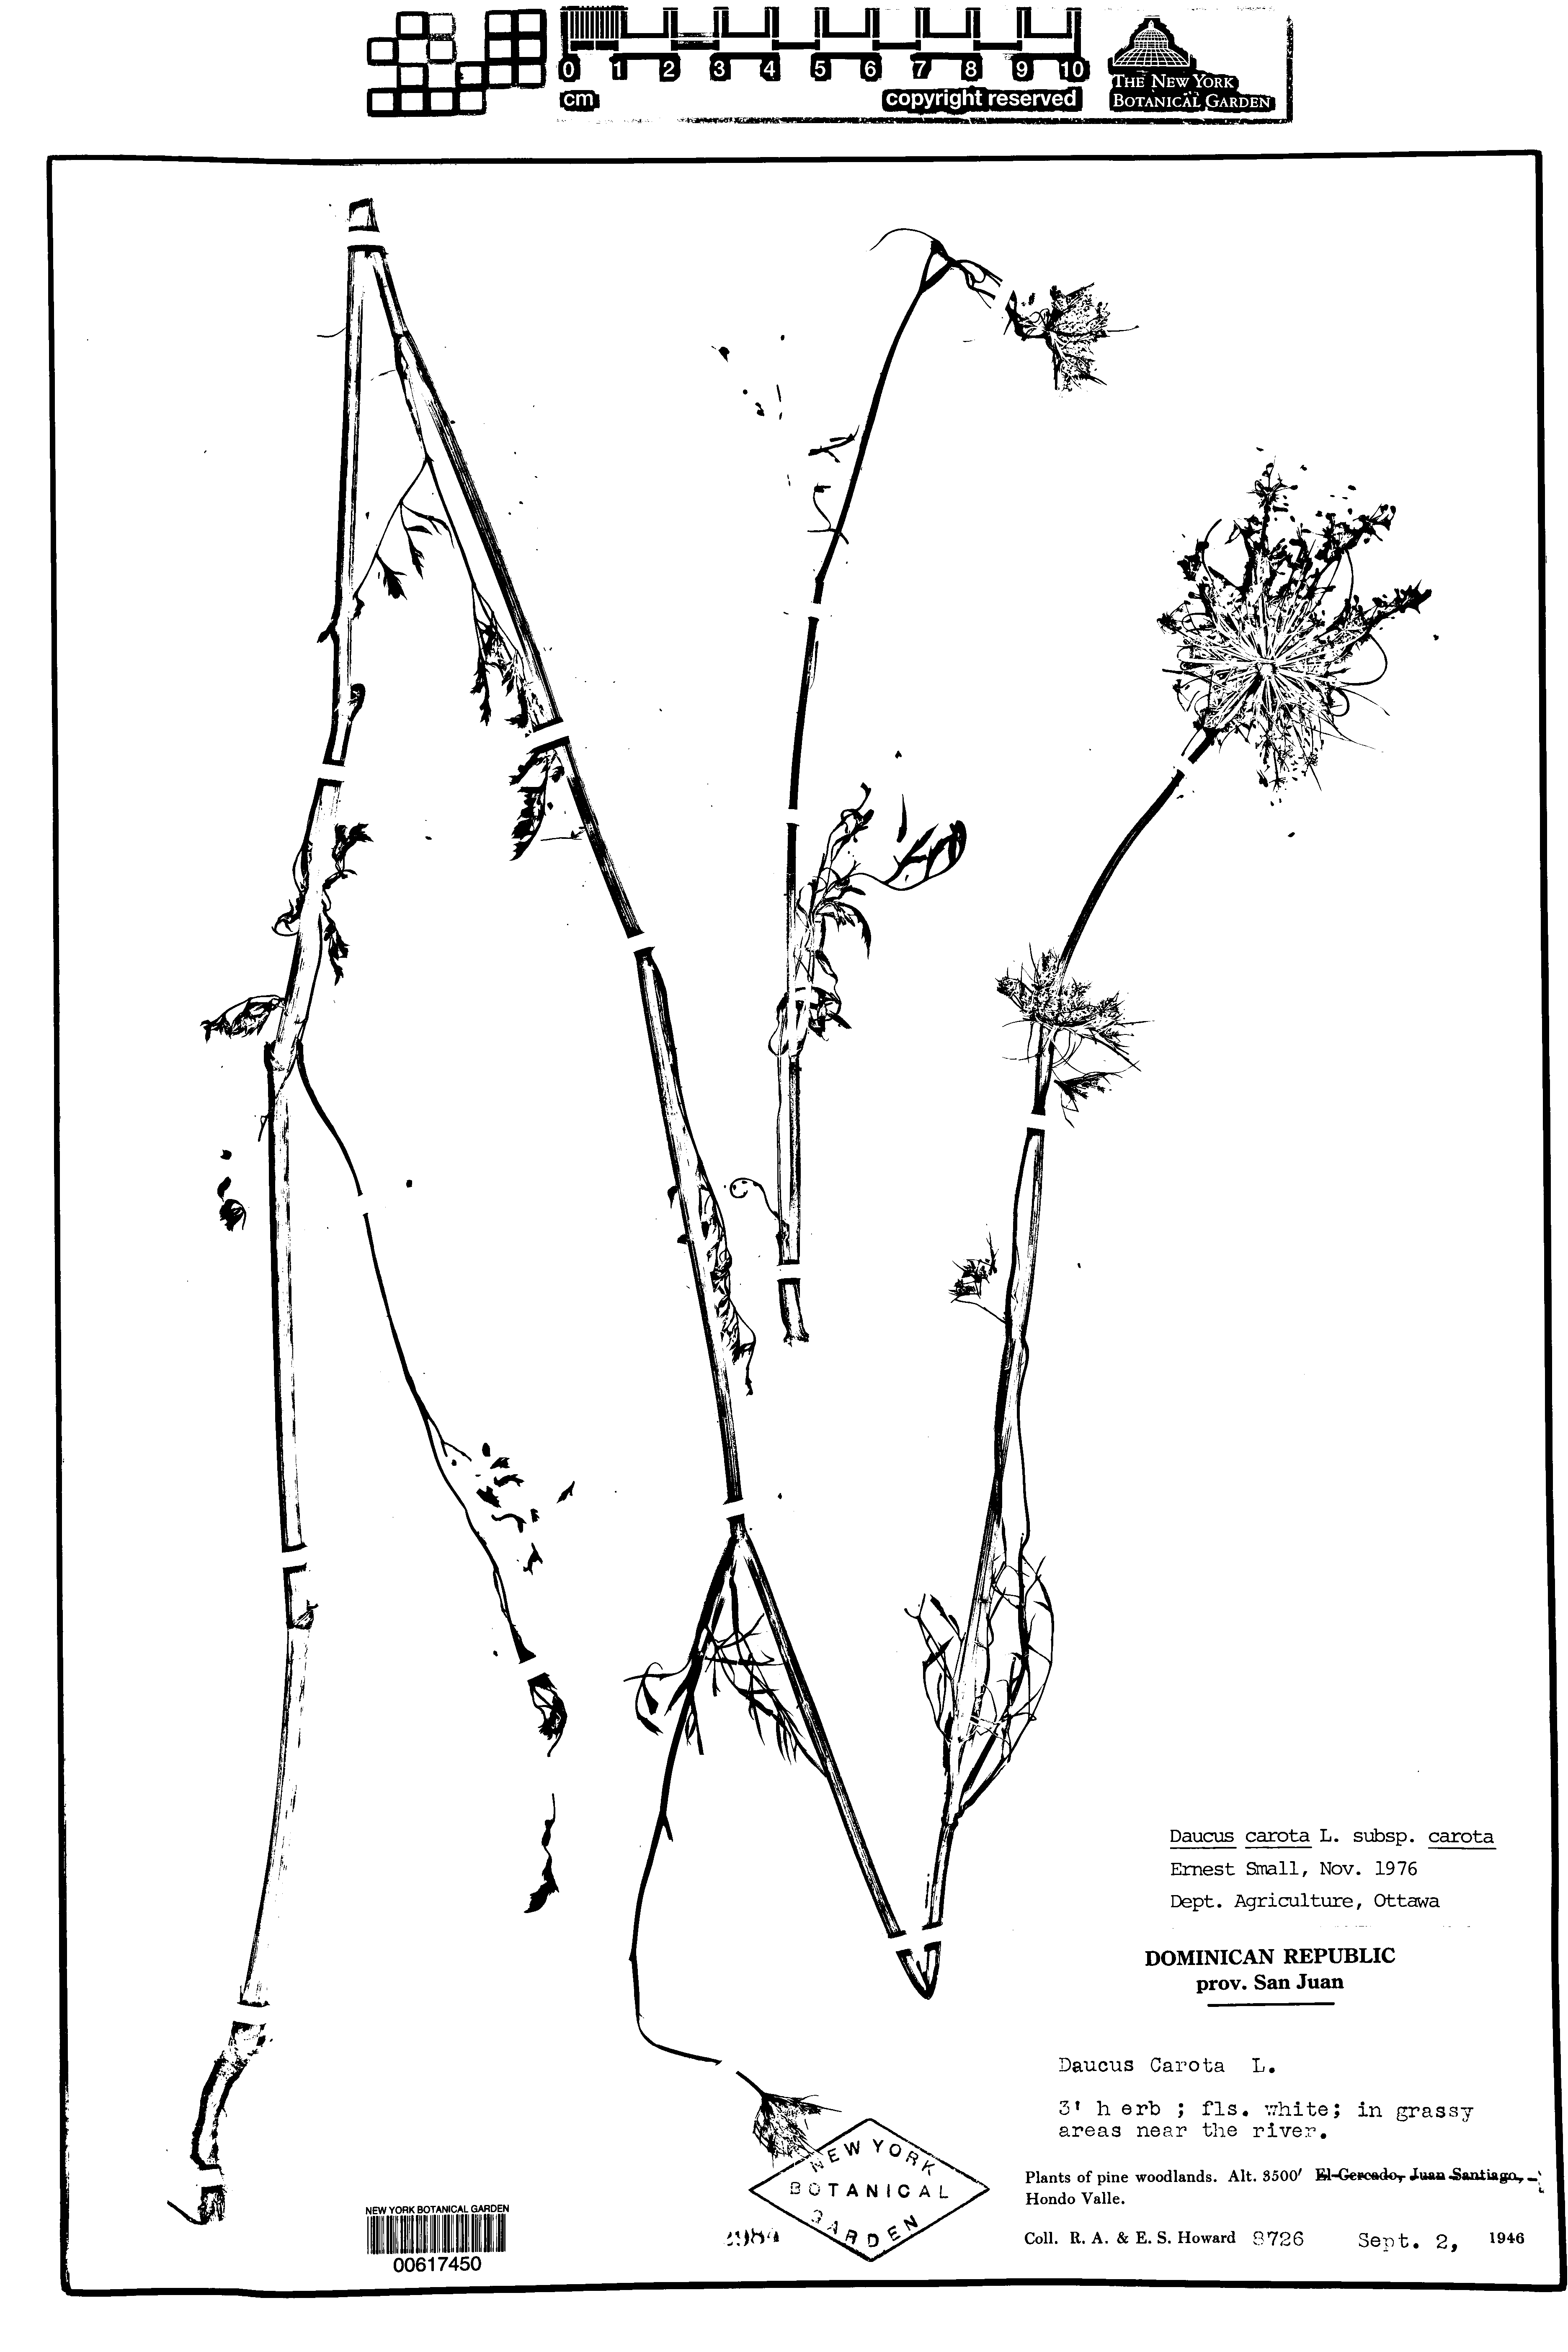 0 1 2 3 4 5 6 7 8 9 10
cm
copyright reserved
THE NEW YORK
BOTANICAL GARDEN
Daucus carota L. subsp. carota
Ernest Small, Nov. 1976
Dept. Agriculture, Ottawa
DOMINICAN REPUBLIC
prov. San Juan
Daucus Carota L.
3' h erb ; fls. white; in grassy
areas near the river.
Plants of pine woodlands. Alt. 3500' El Cercado, Juan Santiago,
Hondo Valle.
Coll. R. A. & E. S. Howard 8726 Sept. 2, 1946
NEW YORK
BOTANICAL
GARDEN
1984
NEW YORK BOTANICAL GARDEN
00617450